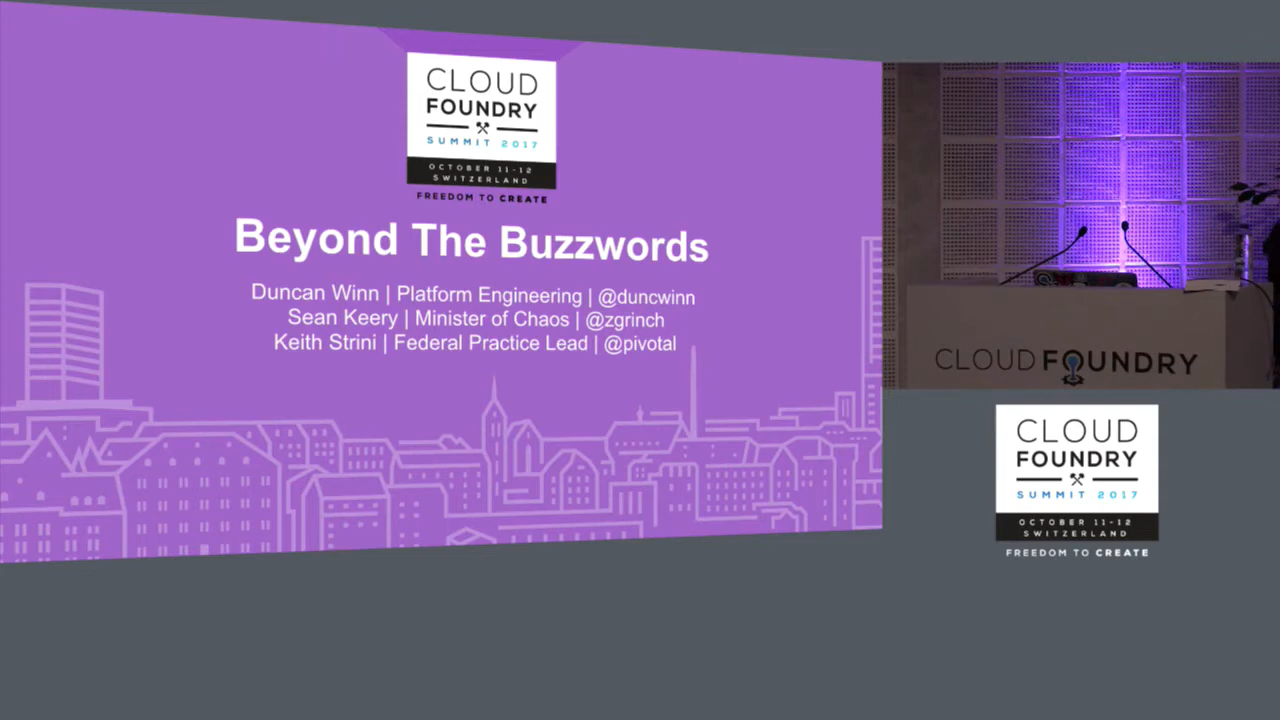 CLOUD
FOUNDRY
SUMMIT 2017
OCTOBER 11-12
SWITZERLAND
FREEDOM TO CREATE
Beyond The Buzzwords
Duncan Winn | Platform Engineering | @duncwinn
Sean Keery | Minister of Chaos | @zgrinch
Keith Strini | Federal Practice Lead | @pivotal
CLOUD FOUNDRY
CLOUD
FOUNDRY
SUMMIT 2017
OCTOBER 11-12
SWITZERLAND
FREEDOM TO CREATE